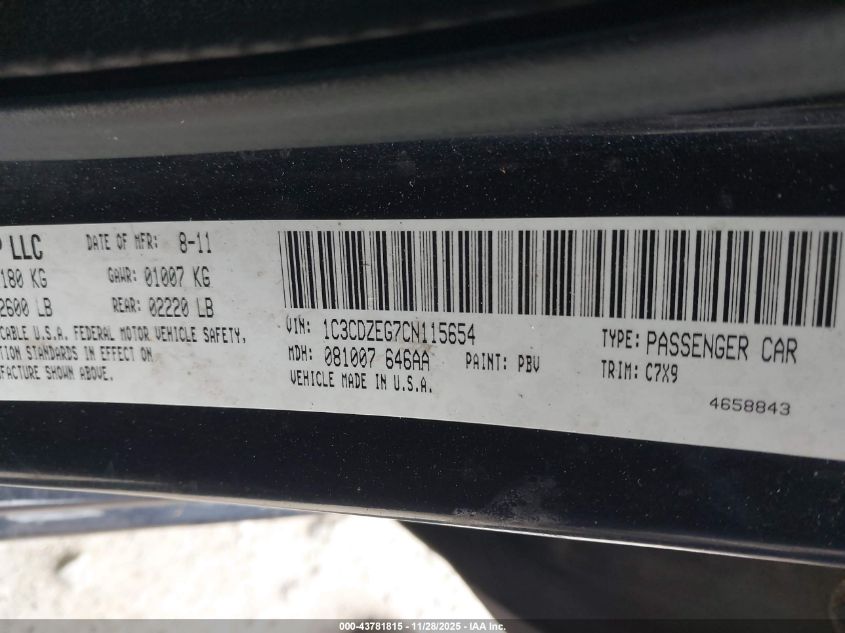 LLC DATE OF MFR: 8-11
180 KG GAWR: 01007 KG
2600 LB REAR: 02220 LB
CABLE U.S.A. FEDERAL MOTOR VEHICLE SAFETY,
TION STANDARDS IN EFFECT ON
FACTURE SHOWN ABOVE.
VIN: 1C3CDZEG7CN115654
MDH: 081007 646AA PAINT: PBV
VEHICLE MADE IN U.S.A.
TYPE: PASSENGER CAR
TRIM: C7X9
4658843
000-43781815 - 11/28/2025 - IAA Inc.